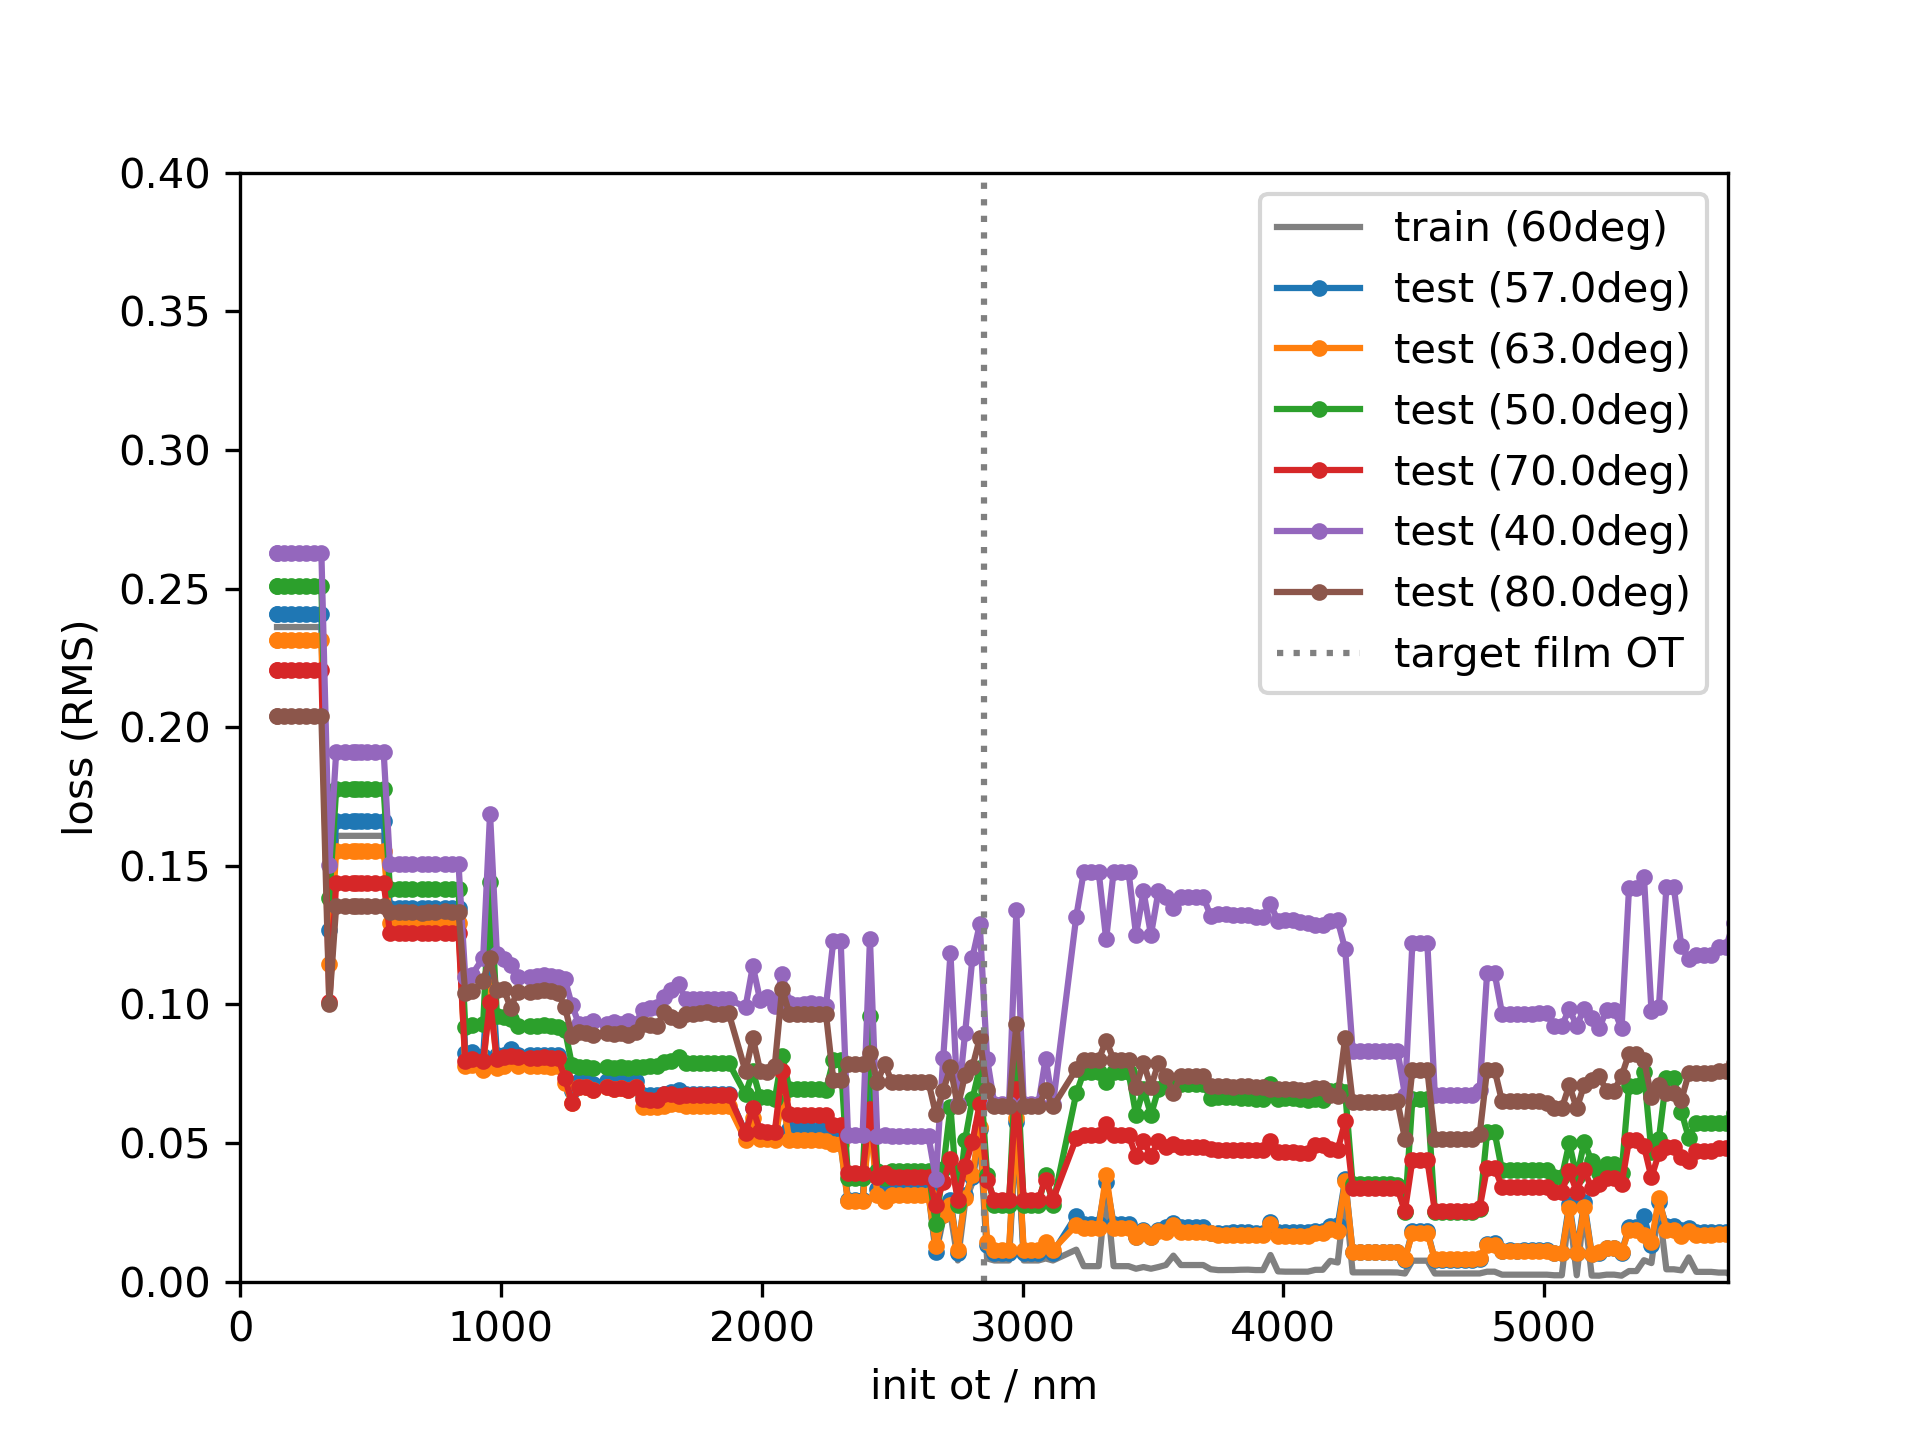 0.40
0.35
0.30
0.25
0.20
0.15
0.10
0.05
0.00
loss (RMS)
0
1000
2000
3000
4000
5000
init ot / nm
train (60deg)
test (57.0deg)
test (63.0deg)
test (50.0deg)
test (70.0deg)
test (40.0deg)
test (80.0deg)
target film OT